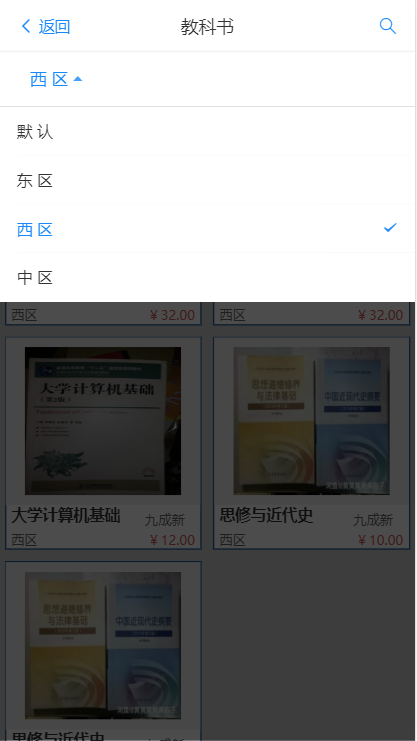 返回
教科书
西 区
默 认
东 区
西 区
中 区
西区
￥32.00
西区
￥32.00
大学计算机基础
（第2版）
思想道德修养
与法律基础
中国近现代史纲要
大学计算机基础
九成新
西区
￥12.00
思修与近代史
九成新
西区
￥10.00
思想道德修养
与法律基础
中国近现代史纲要
思修与近代史